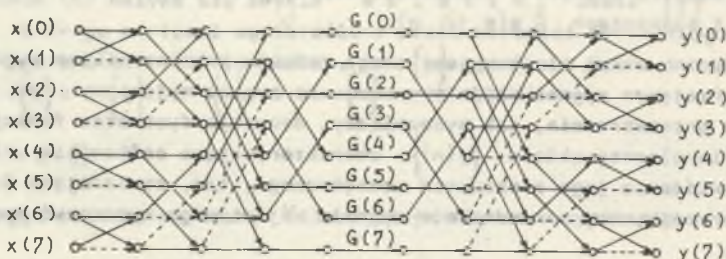 x(0) G(0) y(0)
x(1) G(1) y(1)
x(2) G(2) y(2)
x(3) G(3) y(3)
x(4) G(4) y(4)
x(5) G(5) y(5)
x(6) G(6) y(6)
x(7) G(7) y(7)